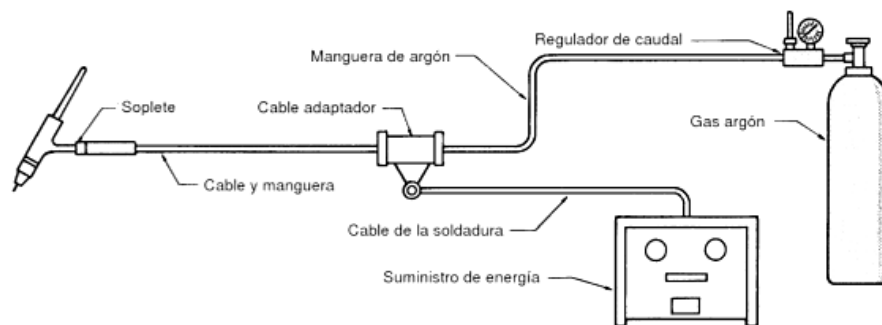 Regulador de caudal
Manguera de argón
Soplete
Cable adaptador
Gas argón
Cable y manguera
Cable de la soldadura
Suministro de energía